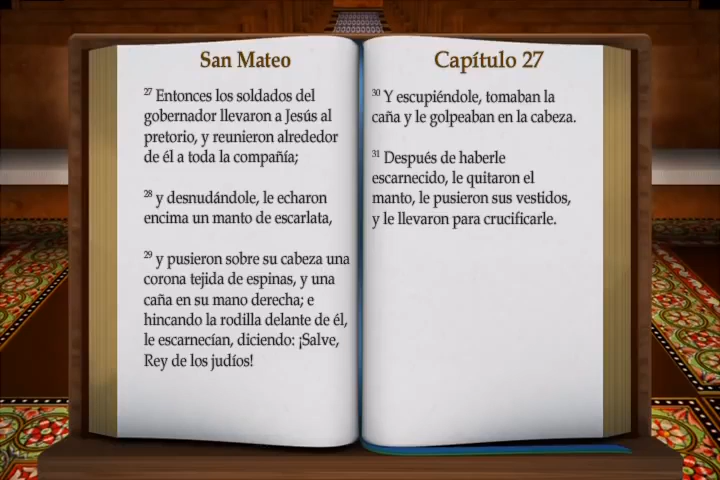 San Mateo
27 Entonces los soldados del
gobernador llevaron a Jesús al
pretorio, y reunieron alrededor
de él a toda la compañía;
28 y desnudándole, le echaron
encima un manto de escarlata,
29 y pusieron sobre su cabeza una
corona tejida de espinas, y una
caña en su mano derecha; e
hincando la rodilla delante de él,
le escarnecían, diciendo: ¡Salve,
Rey de los judíos!
Capítulo 27
30 Y escupiéndole, tomaban la
caña y le golpeaban en la cabeza.
31 Después de haberle
escarnecido, le quitaron el
manto, le pusieron sus vestidos,
y le llevaron para crucificarle.